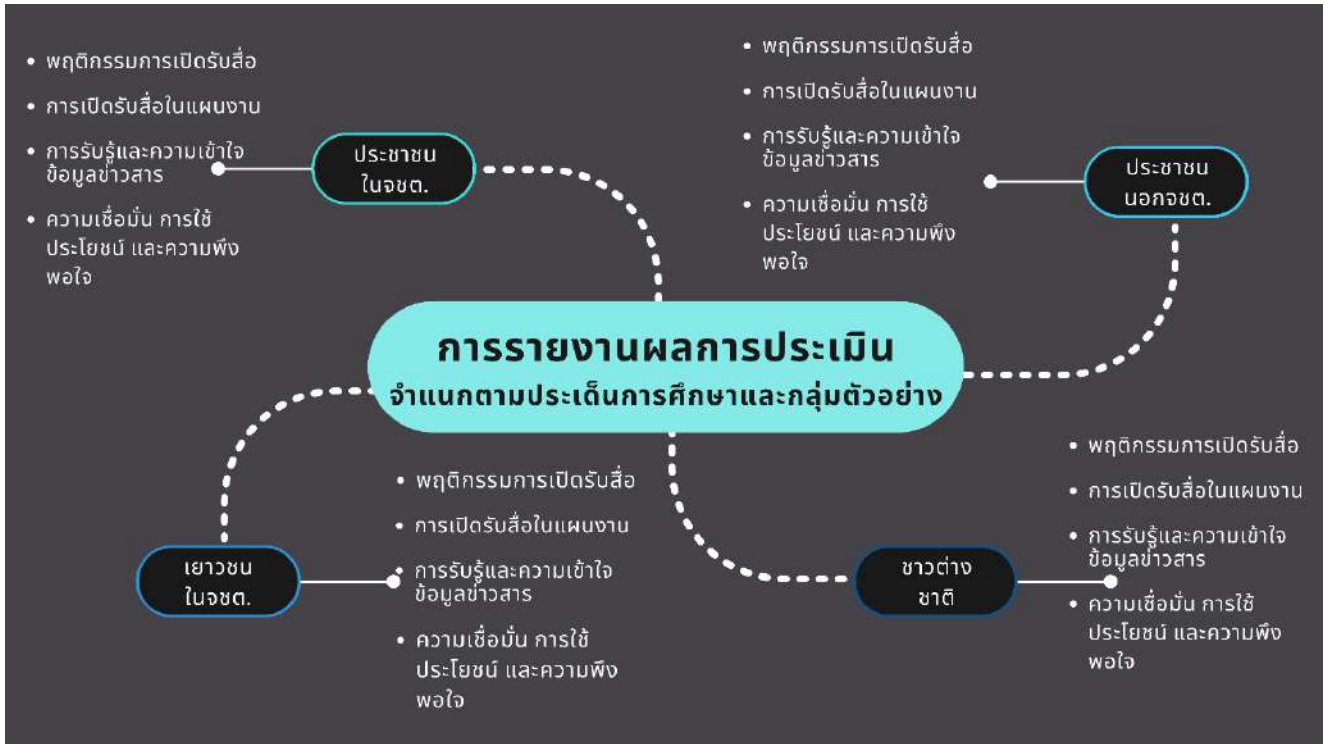 • พฤติกรรมการเปิดรับสื่อ
• การเปิดรับสื่อในแผนงาน
• การรับรู้และความเข้าใจ
ข้อมูลข่าวสาร
• ความเชื่อมั่น การใช้
ประโยชน์ และความพึง
พอใจ
ประชาชน
ในจชต.
• พฤติกรรมการเปิดรับสื่อ
• การเปิดรับสื่อในแผนงาน
• การรับรู้และความเข้าใจ
ข้อมูลข่าวสาร
• ความเชื่อมั่น การใช้
ประโยชน์ และความพึง
พอใจ
ประชาชน
นอกจชต.
การรายงานผลการประเมิน
จำแนกตามประเด็นการศึกษาและกลุ่มตัวอย่าง
เยาวชน
ในจชต.
• พฤติกรรมการเปิดรับสื่อ
• การเปิดรับสื่อในแผนงาน
• การรับรู้และความเข้าใจ
ข้อมูลข่าวสาร
• ความเชื่อมั่น การใช้
ประโยชน์ และความพึง
พอใจ
ชาวต่าง
ชาติ
• พฤติกรรมการเปิดรับสื่อ
• การเปิดรับสื่อในแผนงาน
• การรับรู้และความเข้าใจ
ข้อมูลข่าวสาร
• ความเชื่อมั่น การใช้
ประโยชน์ และความพึง
พอใจ